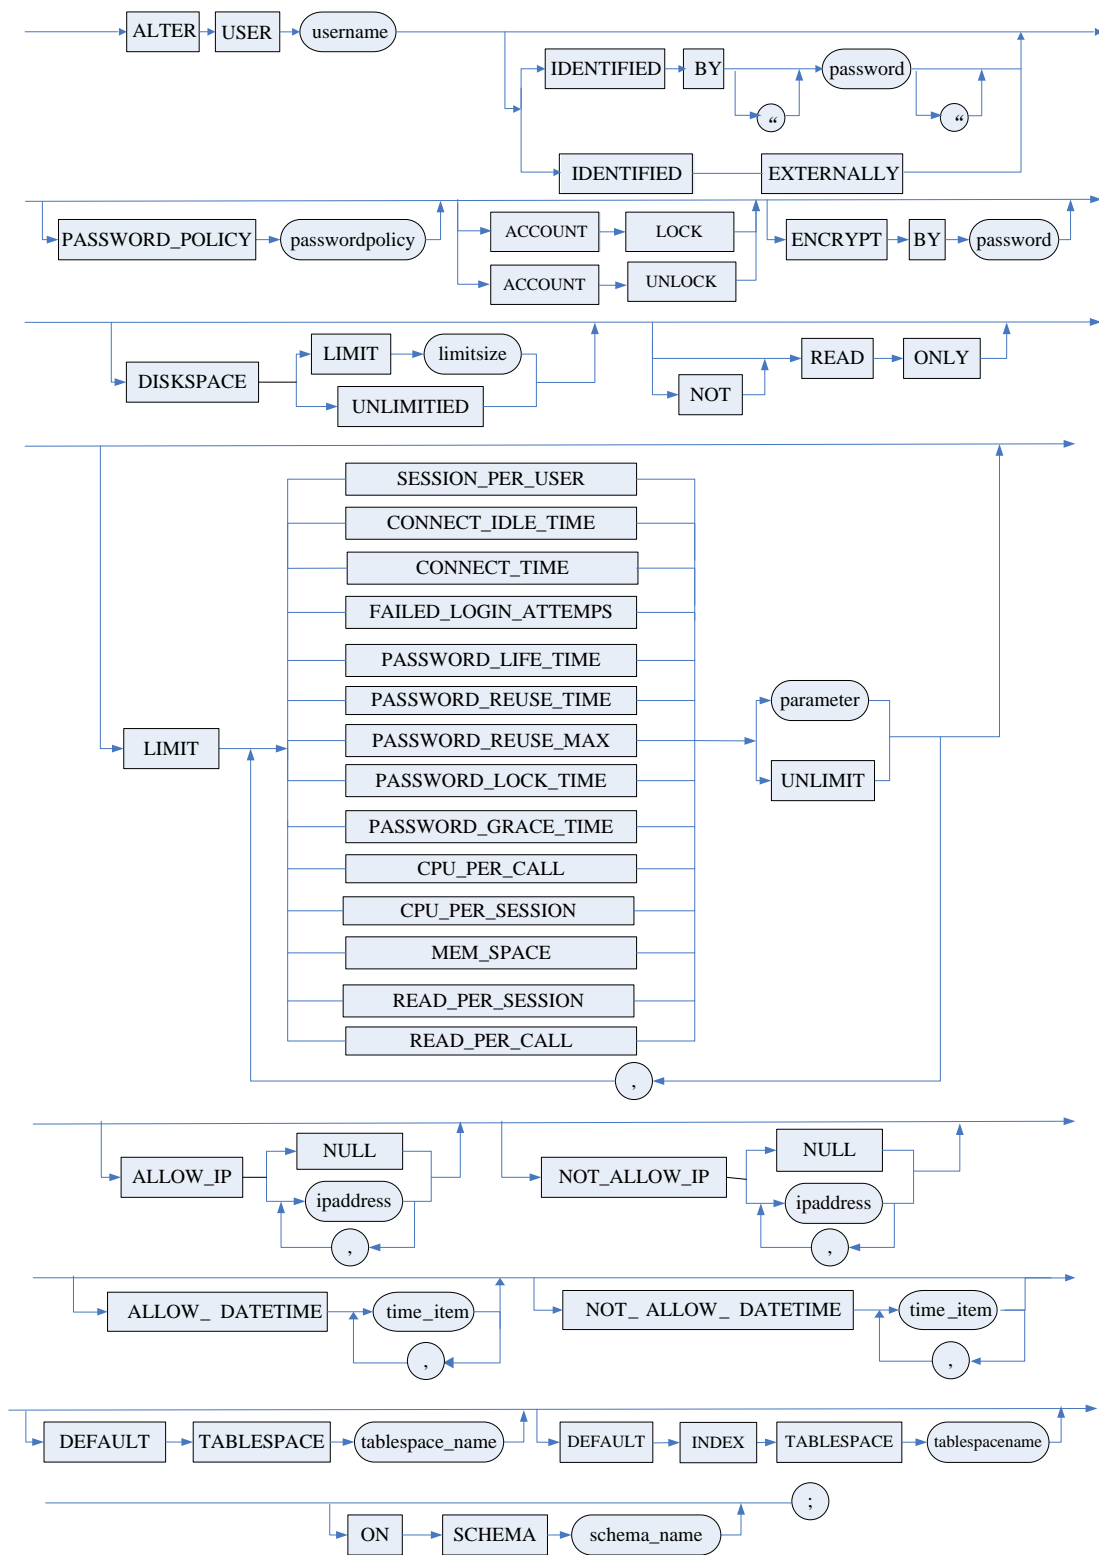 ALTER USER username
IDENTIFIED BY password
“ “
IDENTIFIED EXTERNALLY
PASSWORD_POLICY passwordpolicy ACCOUNT LOCK ENCRYPT BY password
ACCOUNT UNLOCK
LIMIT limitsize READ ONLY
DISKSPACE
UNLIMITIED NOT
SESSION_PER_USER
CONNECT_IDLE_TIME
CONNECT_TIME
FAILED_LOGIN_ATTEMPS
PASSWORD_LIFE_TIME
PASSWORD_REUSE_TIME parameter
LIMIT PASSWORD_REUSE_MAX
PASSWORD_LOCK_TIME UNLIMIT
PASSWORD_GRACE_TIME
CPU_PER_CALL
CPU_PER_SESSION
MEM_SPACE
READ_PER_SESSION
READ_PER_CALL
,
NULL NULL
ALLOW_IP NOT_ALLOW_IP
ipaddress ipaddress
, ,
ALLOW_ DATETIME time_item NOT_ ALLOW_ DATETIME time_item
, ,
DEFAULT TABLESPACE tablespace_name DEFAULT INDEX TABLESPACE tablespacename
;
ON SCHEMA schema_name